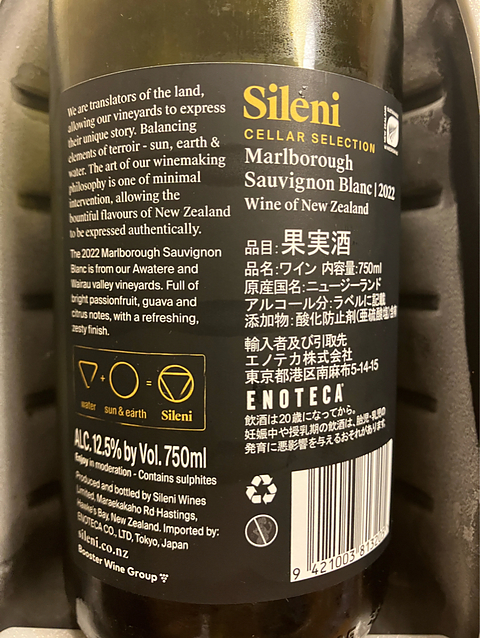 We are translators of the land,
allowing our vineyards to express
their unique story. Balancing
elements of terroir - sun, earth &
water. The art of our winemaking
philosophy is one of minimal
intervention, allowing the
bountiful flavours of New Zealand
to be expressed authentically.
The 2022 Marlborough Sauvignon
Blanc is from our Awatere and
Wairau valley vineyards. Full of
bright passionfruit, guava and
citrus notes, with a refreshing,
zesty finish.
+ =
water sun & earth Sileni
ALC. 12.5% by Vol. 750ml
Enjoy in moderation - Contains sulphites
Produced and bottled by Sileni Wines
Limited, Maraekakaho Rd Hastings,
Hawke's Bay, New Zealand. Imported by:
ENOTECA CO., LTD, Tokyo, Japan
sileni.co.nz
Booster Wine Group
Sileni
CELLAR SELECTION
Marlborough
Sauvignon Blanc | 2022
Wine of New Zealand
品目:果実酒
品名:ワイン 内容量:750ml
原産国名:ニュージーランド
アルコール分:ラベルに記載
添加物:酸化防止剤(亜硫酸塩)含有
輸入者及び引取先
エノテカ株式会社
東京都港区南麻布5-14-15
ENOTECA
飲酒は20歳になってから。
妊娠中や授乳期の飲酒は、胎児・乳児の
発育に悪影響を与えるおそれがあります。
9 421003